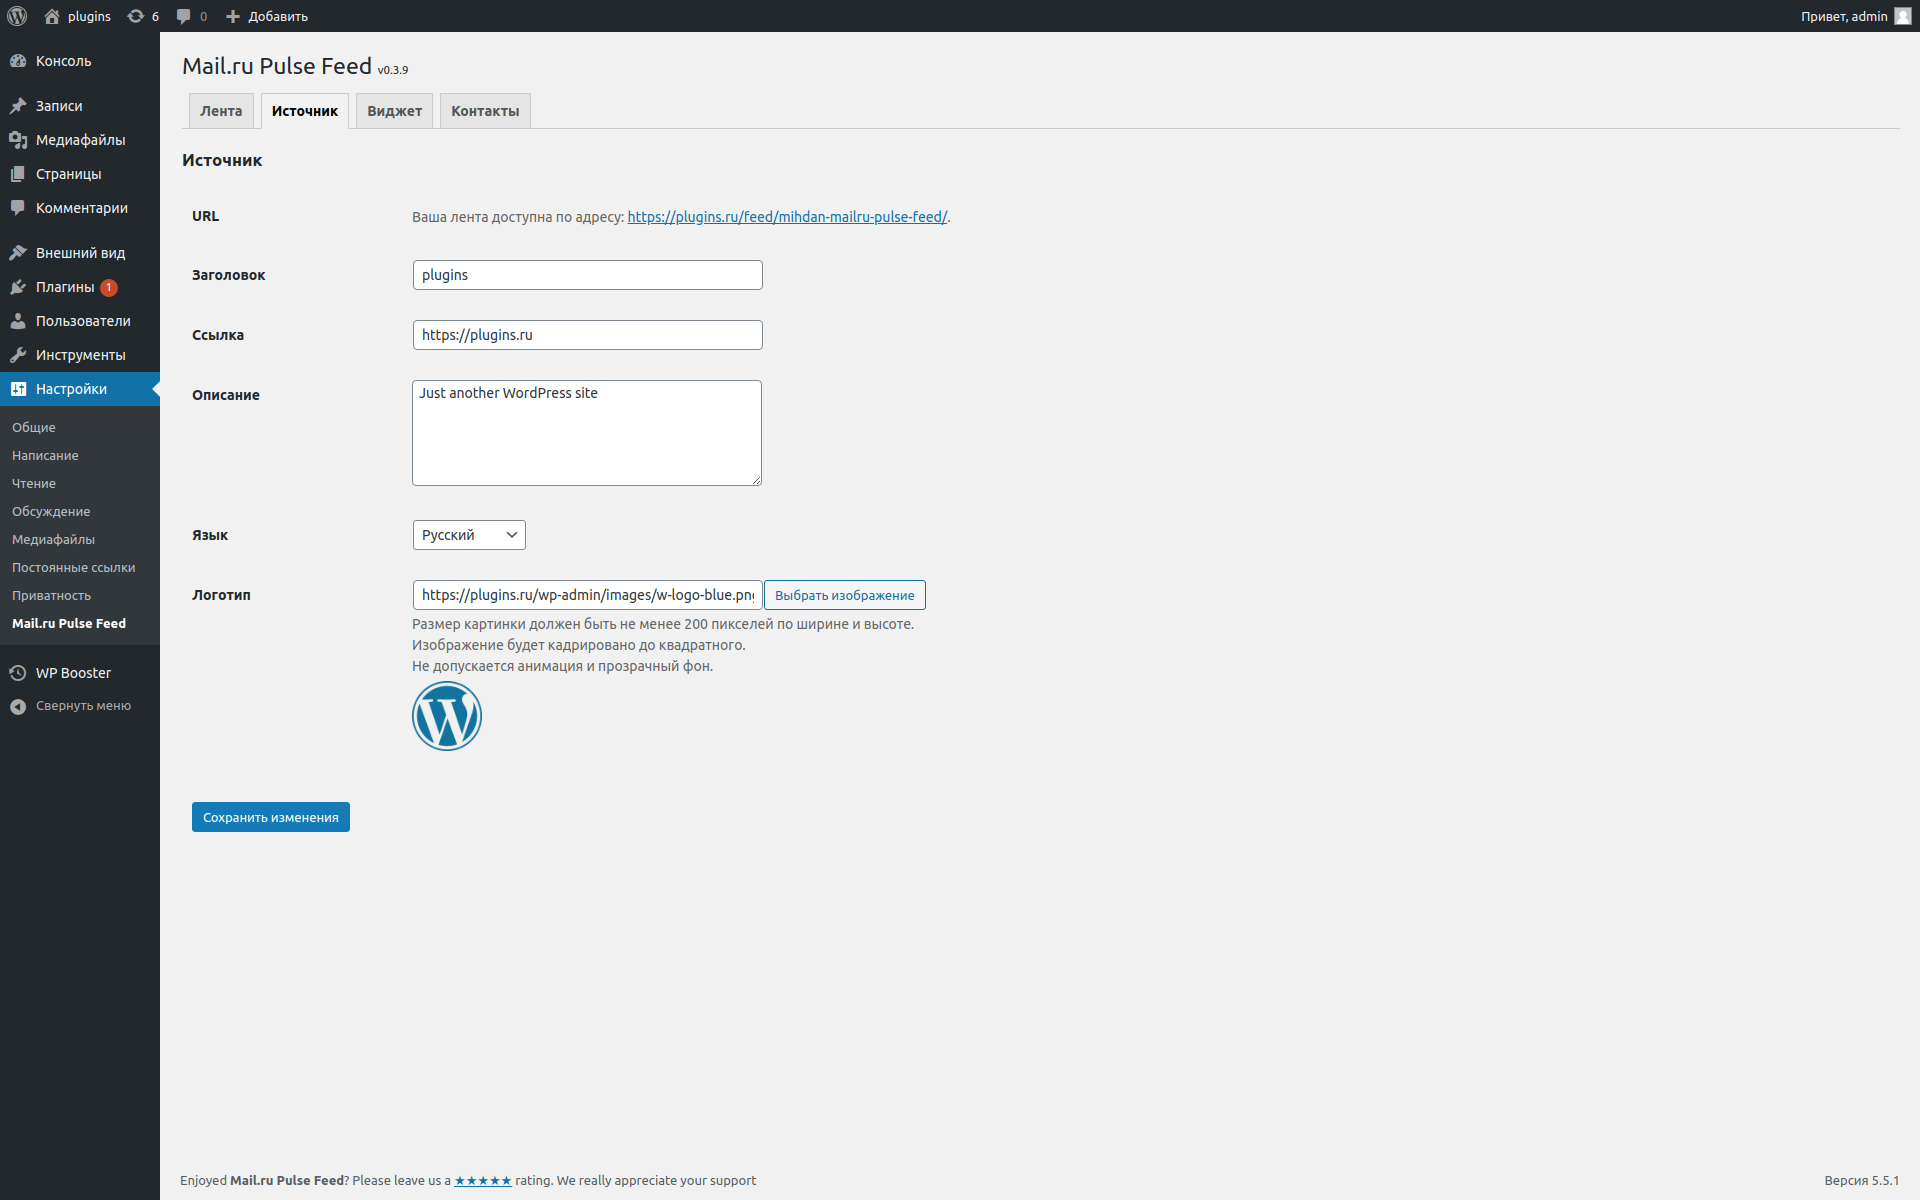 plugins 6 0 Добавить Привет, admin
Консоль
Записи
Медиафайлы
Страницы
Комментарии
Внешний вид
Плагины 1
Пользователи
Инструменты
Настройки
Общие
Написание
Чтение
Обсуждение
Медиафайлы
Постоянные ссылки
Приватность
Mail.ru Pulse Feed
WP Booster
Свернуть меню
Mail.ru Pulse Feed v0.3.9
Лента Источник Виджет Контакты
Источник
URL Ваша лента доступна по адресу: https://plugins.ru/feed/mihdan-mailru-pulse-feed/.
Заголовок plugins
Ссылка https://plugins.ru
Описание Just another WordPress site
Язык Русский
Логотип https://plugins.ru/wp-admin/images/w-logo-blue.png Выбрать изображение
Размер картинки должен быть не менее 200 пикселей по ширине и высоте.
Изображение будет кадрировано до квадратного.
Не допускается анимация и прозрачный фон.
Сохранить изменения
Enjoyed Mail.ru Pulse Feed? Please leave us a ★★★★★ rating. We really appreciate your support Версия 5.5.1